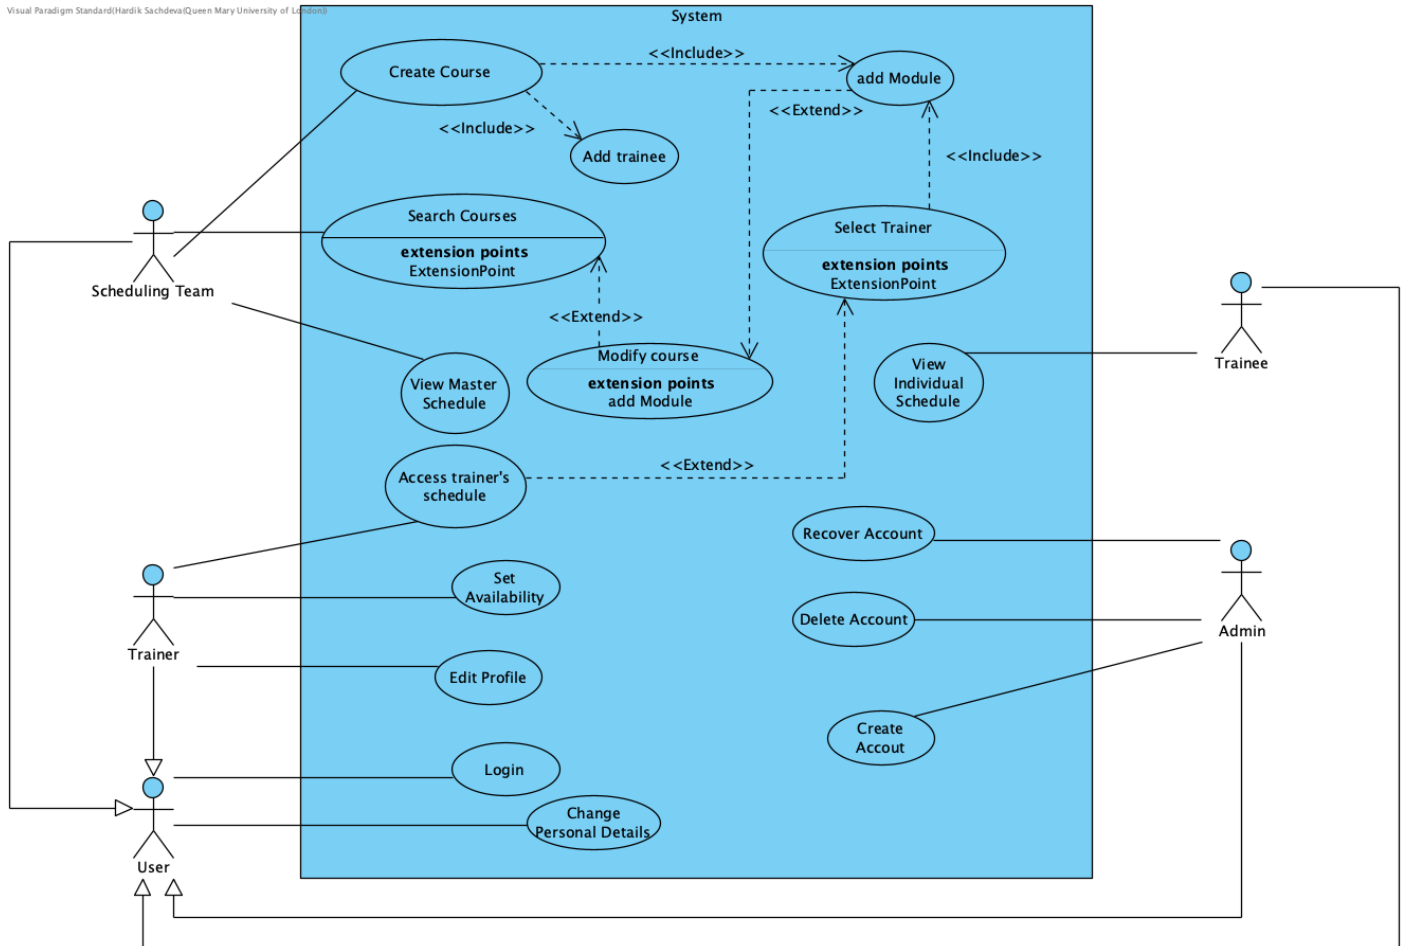 Visual Paradigm Standard(Hardik Sachdeva(Queen Mary University of London))
System
Create Course
<<Include>>
add Module
<<Extend>>
<<Include>>
Add trainee
<<Include>>
Search Courses
extension points
ExtensionPoint
Select Trainer
extension points
ExtensionPoint
Scheduling Team
<<Extend>>
Modify course
extension points
add Module
View
Individual
Schedule
Trainee
View Master
Schedule
<<Extend>>
Access trainer's
schedule
Recover Account
Set
Availability
Delete Account
Admin
Trainer
Edit Profile
Create
Accout
Login
Change
Personal Details
User